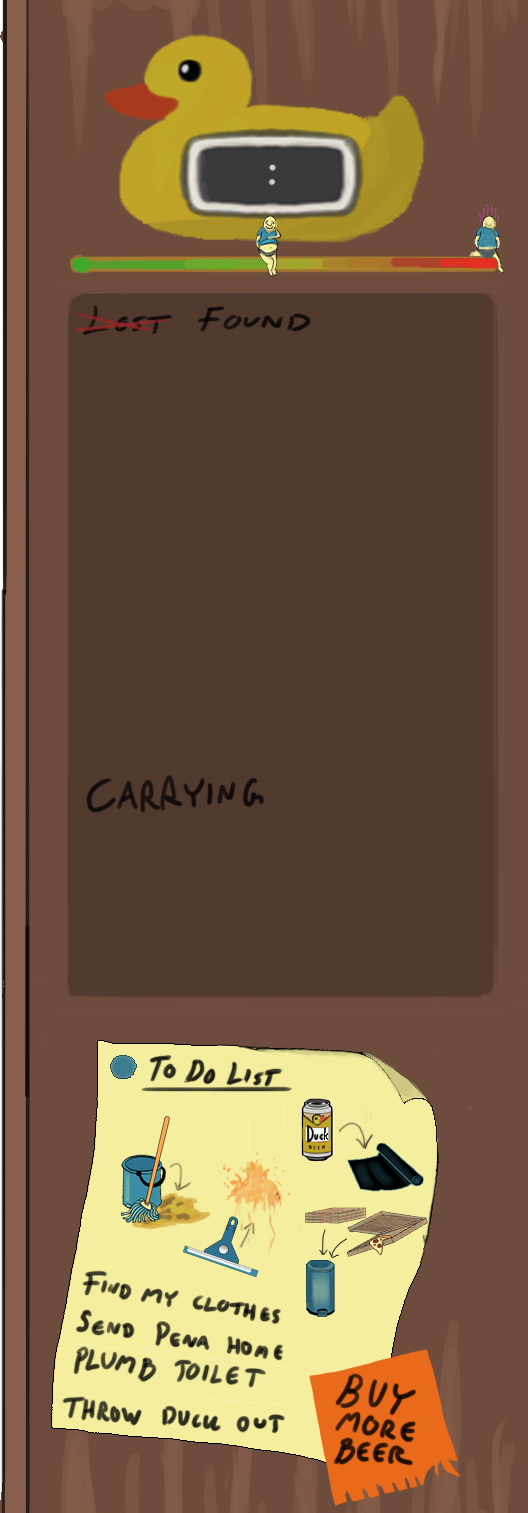 :
Lost Found
CARRYING
To Do List
Duck
BEER
FIND MY CLOTHES
SEND PENA HOME
PLUMB TOILET
THROW DUCK OUT
BUY
MORE
BEER